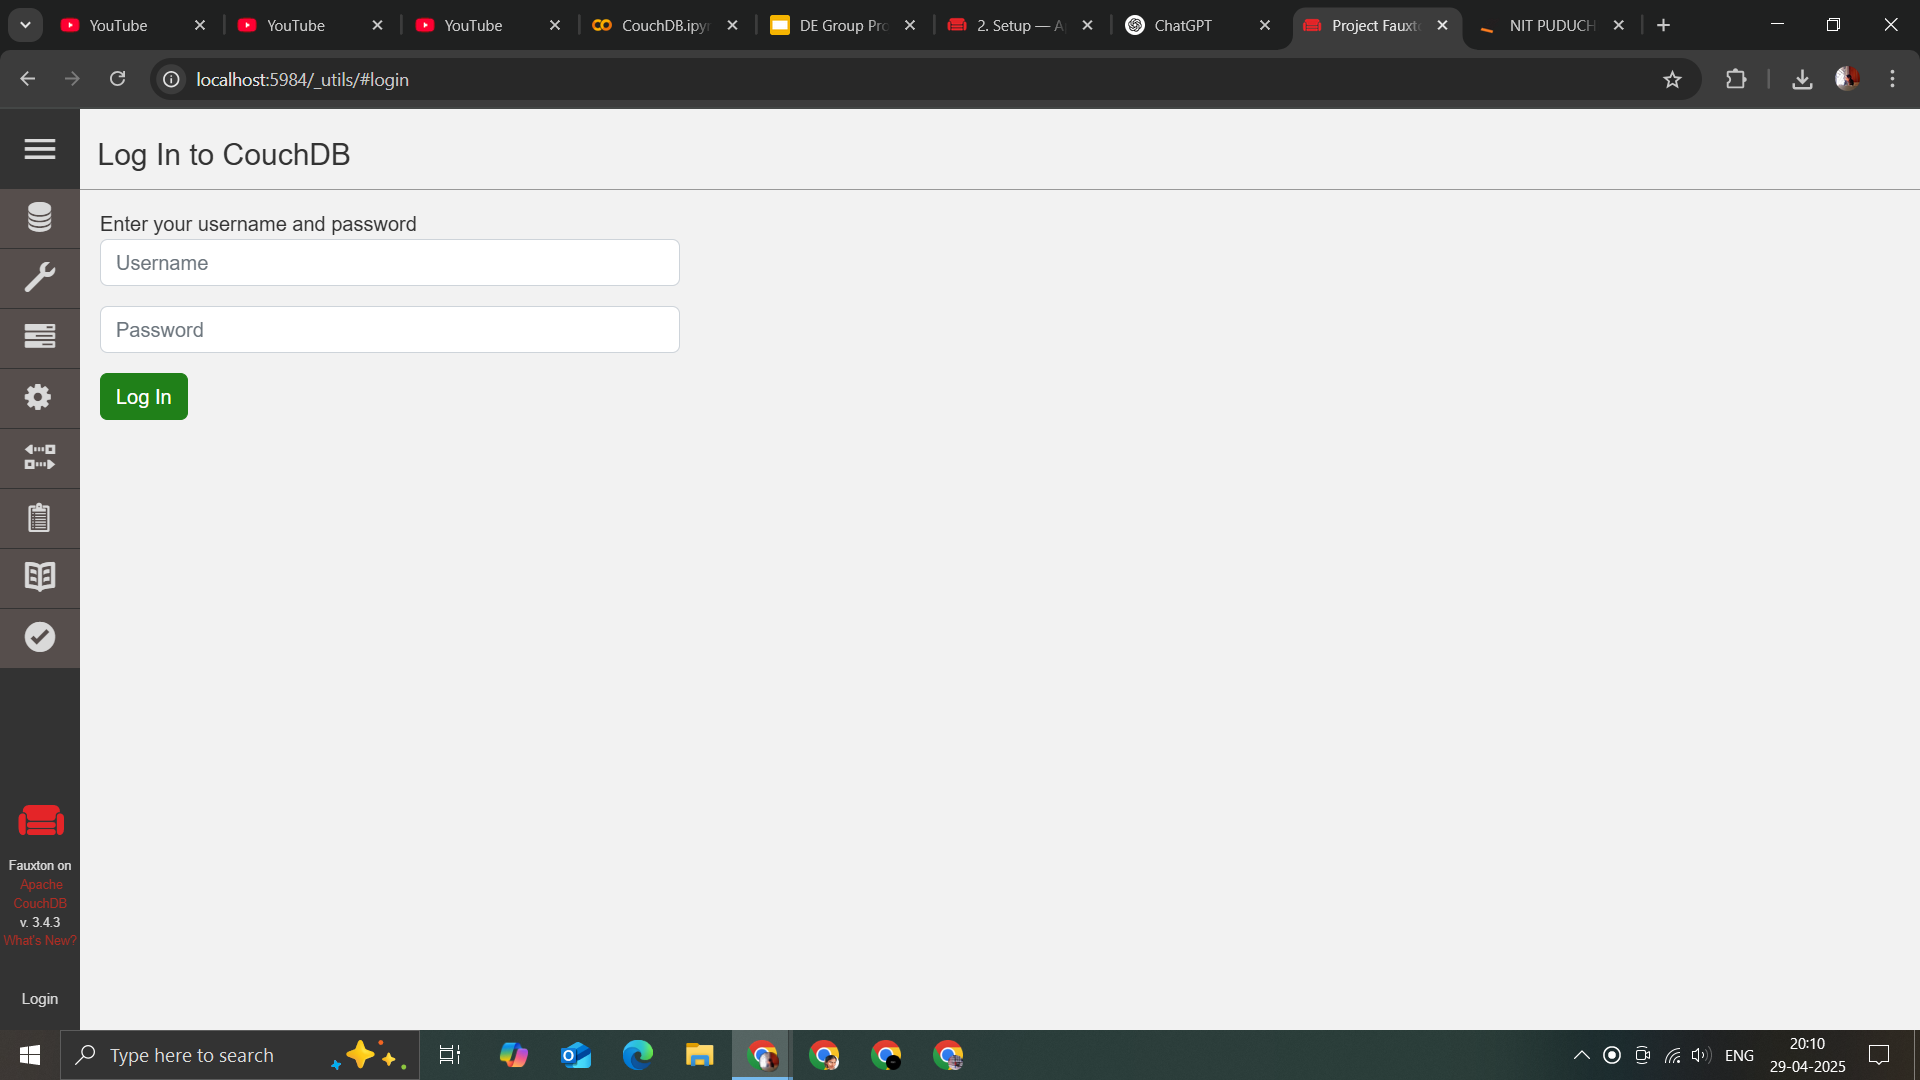 YouTube
YouTube
YouTube
CouchDB.ipy
DE Group Pro
2. Setup — A
ChatGPT
Project Fauxt
NIT PUDUCH
localhost:5984/_utils/#login
Log In to CouchDB
Enter your username and password
Username
Password
Log In
Fauxton on
Apache
CouchDB
v. 3.4.3
What's New?
Login
Type here to search
ENG
20:10
29-04-2025